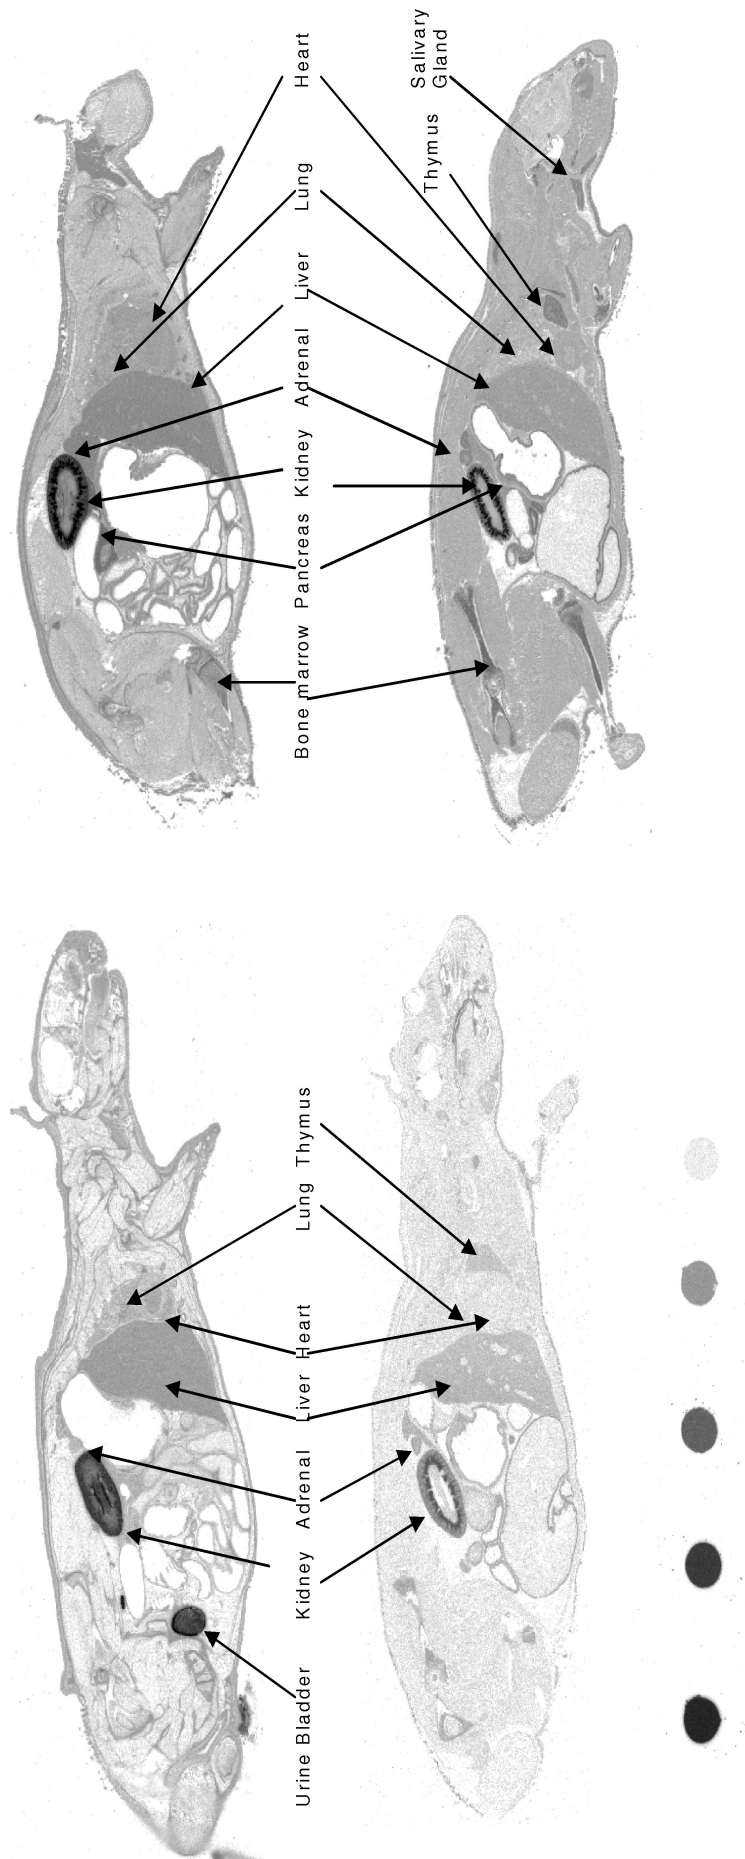 Heart
Lung
Liver
Adrenal
Kidney
Pancreas
Bone marrow
Salivary
Gland
Thymus
Thymus
Lung
Heart
Liver
Adrenal
Kidney
Urine Bladder